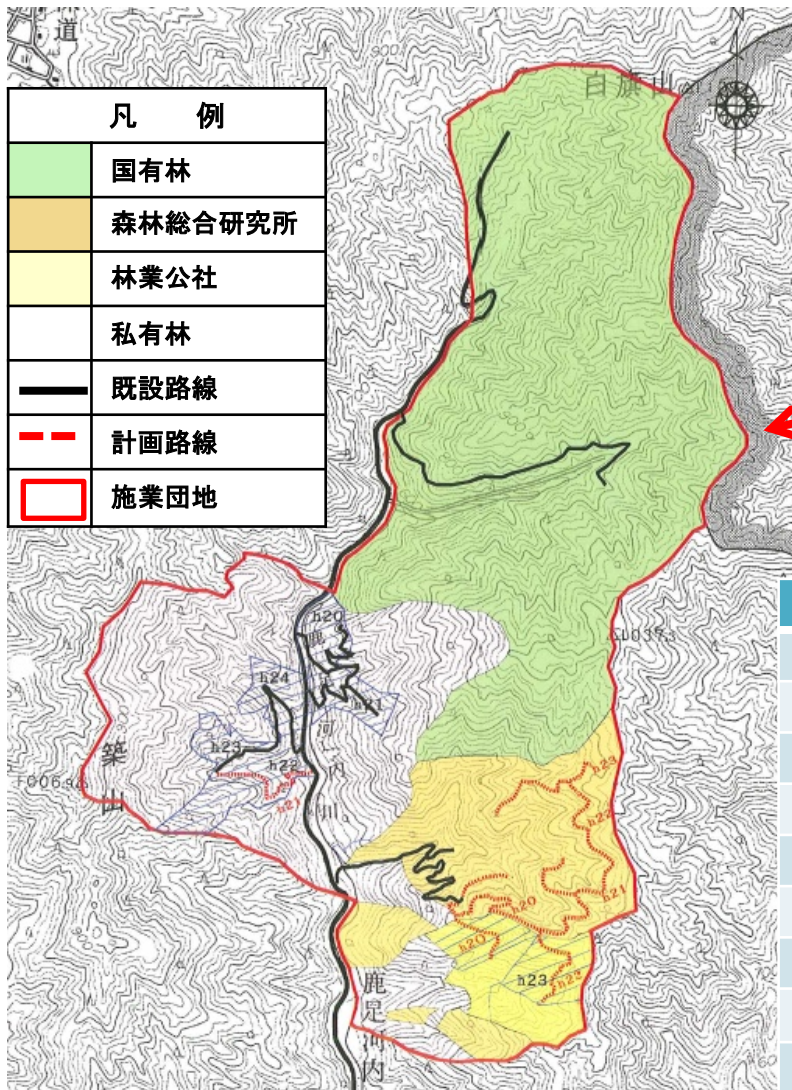 道
900
白旗山
N
凡 例
国有林
森林総合研究所
林業公社
私有林
既設路線
計画路線
施業団地
h20
h24
h21
h23
h22
h21
築山
河内川
h23
h22
h21
h20
h20
h23
h22
鹿足河内